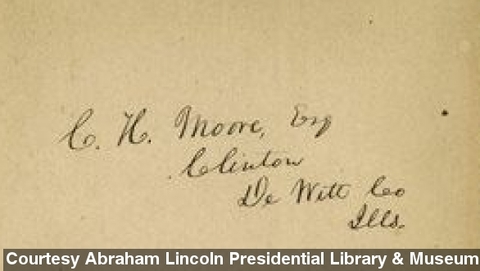 C. H. Moore, Esq
Clinton
De Witt Co
Ills.
Courtesy Abraham Lincoln Presidential Library & Museum